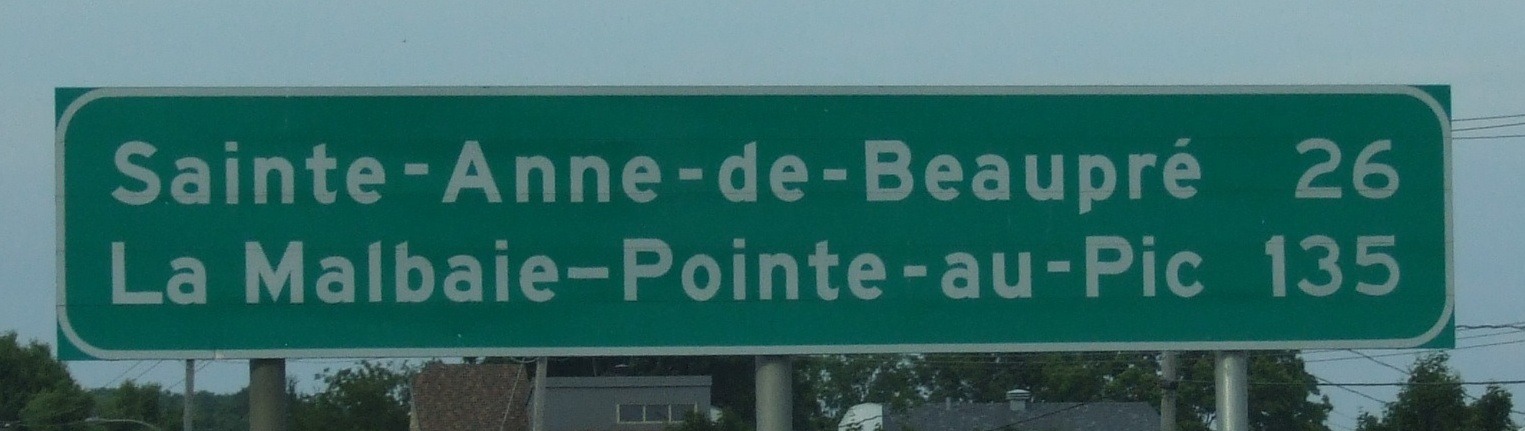 Sainte-Anne-de-Beaupré 26
La Malbaie–Pointe-au-Pic 135